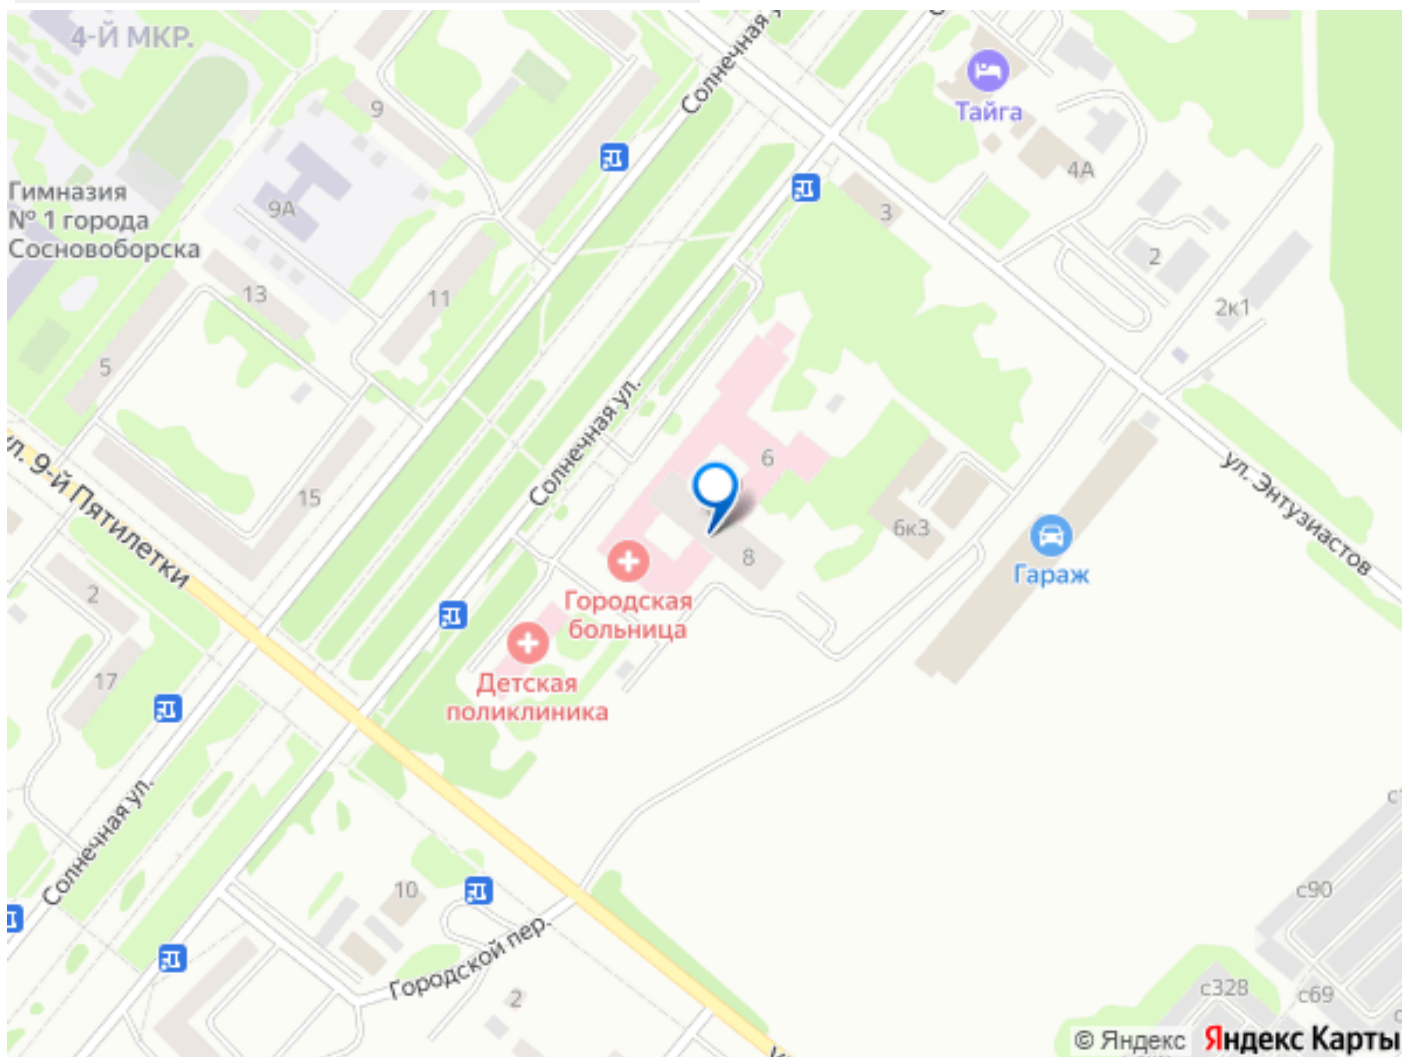 4-Й МКР.
Солнечная у
Тайга
9
4А
Гимназия
№ 1 города
Сосновоборска
9А
3
2
13
11
2к1
5
Солнечная ул.
ул. 9-й Пятилетки
6
15
ул. Энтузиастов
6к3
8
Гараж
2
Городская
больница
17
Детская
поликлиника
Солнечная ул.
10
с90
Городской пер.
2
с328
с69
© Яндекс Яндекс Карты